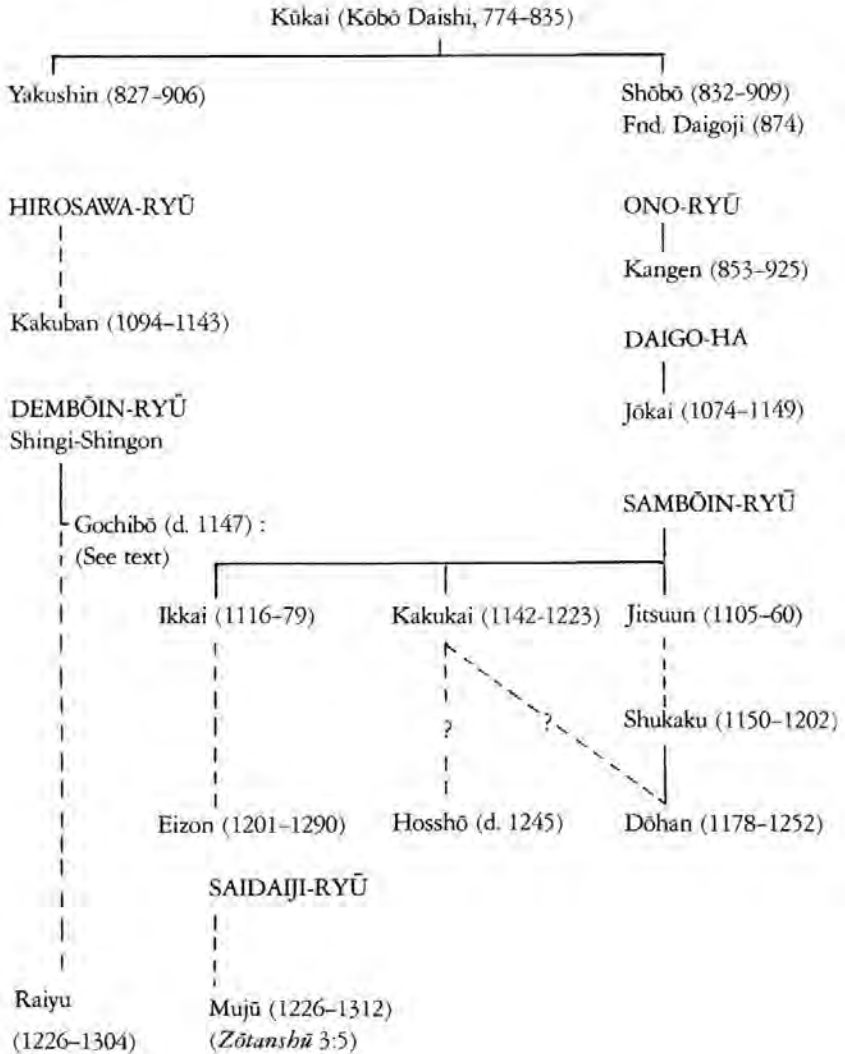 Kūkai (Kōbō Daishi, 774–835)
Yakushin (827–906)
Shōbō (832–909)
Fnd. Daigoji (874)
HIROSAWA-RYŪ
ONO-RYŪ
Kangen (853–925)
Kakuban (1094–1143)
DAIGO-HA
DEMBŌIN-RYŪ
Shingi-Shingon
Jōkai (1074–1149)
SAMBŌIN-RYŪ
Gochibō (d. 1147) :
(See text)
Ikkai (1116–79)
Kakukai (1142-1223)
Jitsuun (1105–60)
?
?
Shukaku (1150–1202)
Eizon (1201–1290)
Hosshō (d. 1245)
Dōhan (1178–1252)
SAIDAIJI-RYŪ
Raiyu
(1226–1304)
Mujū (1226–1312)
(Zōtanshū 3:5)